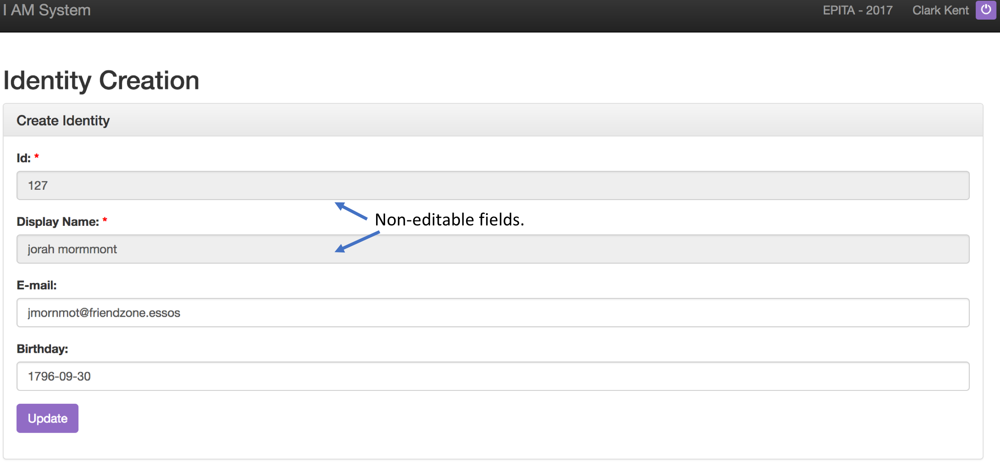 I AM System
EPITA - 2017 Clark Kent
Identity Creation
Create Identity
Id: *
127
Non-editable fields.
Display Name: *
jorah mormmont
E-mail:
jmornmot@friendzone.essos
Birthday:
1796-09-30
Update